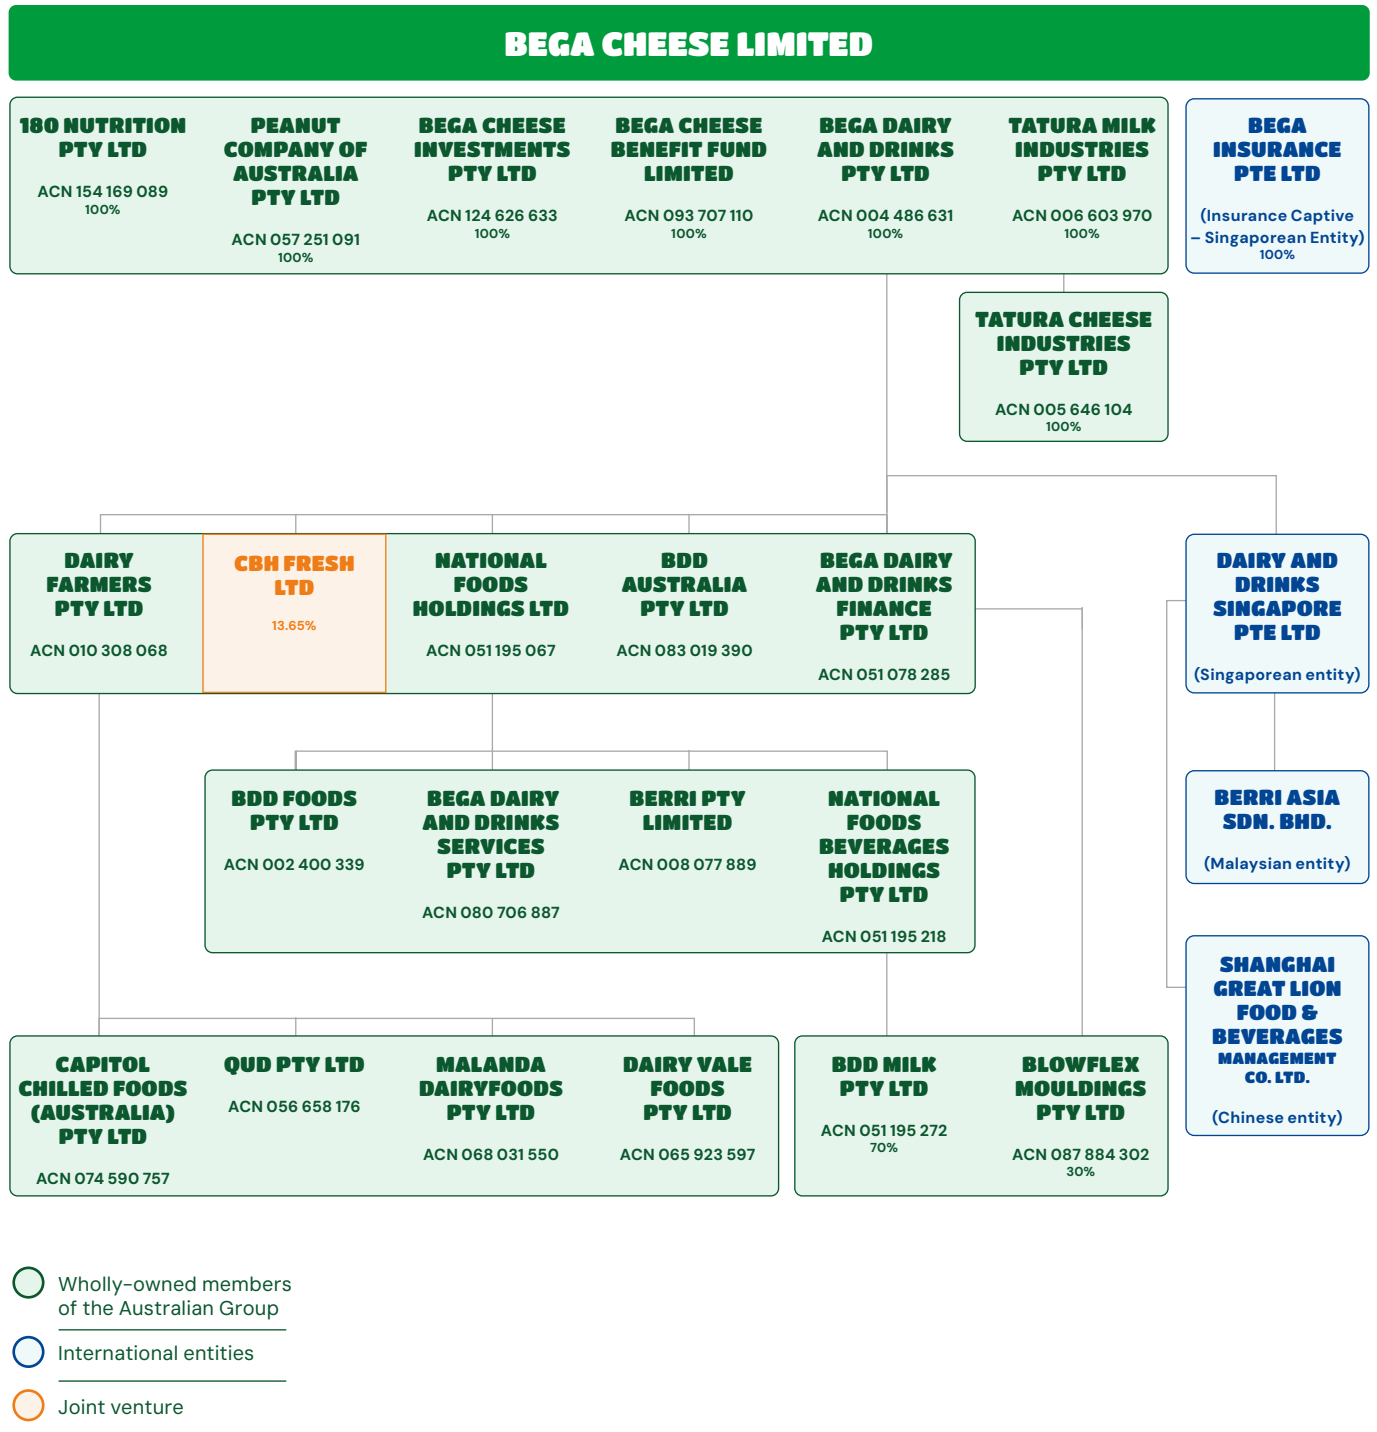 BEGA CHEESE LIMITED
180 NUTRITION
PTY LTD
ACN 154 169 089
100%
PEANUT
COMPANY OF
AUSTRALIA
PTY LTD
ACN 057 251 091
100%
BEGA CHEESE
INVESTMENTS
PTY LTD
ACN 124 626 633
100%
BEGA CHEESE
BENEFIT FUND
LIMITED
ACN 093 707 110
100%
BEGA DAIRY
AND DRINKS
PTY LTD
ACN 004 486 631
100%
TATURA MILK
INDUSTRIES
PTY LTD
ACN 006 603 970
100%
BEGA
INSURANCE
PTE LTD
(Insurance Captive
– Singaporean Entity)
100%
TATURA CHEESE
INDUSTRIES
PTY LTD
ACN 005 646 104
100%
DAIRY
FARMERS
PTY LTD
ACN 010 308 068
CBH FRESH
LTD
13.65%
NATIONAL
FOODS
HOLDINGS LTD
ACN 051 195 067
BDD
AUSTRALIA
PTY LTD
ACN 083 019 390
BEGA DAIRY
AND DRINKS
FINANCE
PTY LTD
ACN 051 078 285
DAIRY AND
DRINKS
SINGAPORE
PTE LTD
(Singaporean entity)
BDD FOODS
PTY LTD
ACN 002 400 339
BEGA DAIRY
AND DRINKS
SERVICES
PTY LTD
ACN 080 706 887
BERRI PTY
LIMITED
ACN 008 077 889
NATIONAL
FOODS
BEVERAGES
HOLDINGS
PTY LTD
ACN 051 195 218
BERRI ASIA
SDN. BHD.
(Malaysian entity)
SHANGHAI
GREAT LION
FOOD &
BEVERAGES
MANAGEMENT
CO. LTD.
(Chinese entity)
CAPITOL
CHILLED FOODS
(AUSTRALIA)
PTY LTD
ACN 074 590 757
QUD PTY LTD
ACN 056 658 176
MALANDA
DAIRYFOODS
PTY LTD
ACN 068 031 550
DAIRY VALE
FOODS
PTY LTD
ACN 065 923 597
BDD MILK
PTY LTD
ACN 051 195 272
70%
BLOWFLEX
MOULDINGS
PTY LTD
ACN 087 884 302
30%
Wholly-owned members
of the Australian Group
International entities
Joint venture